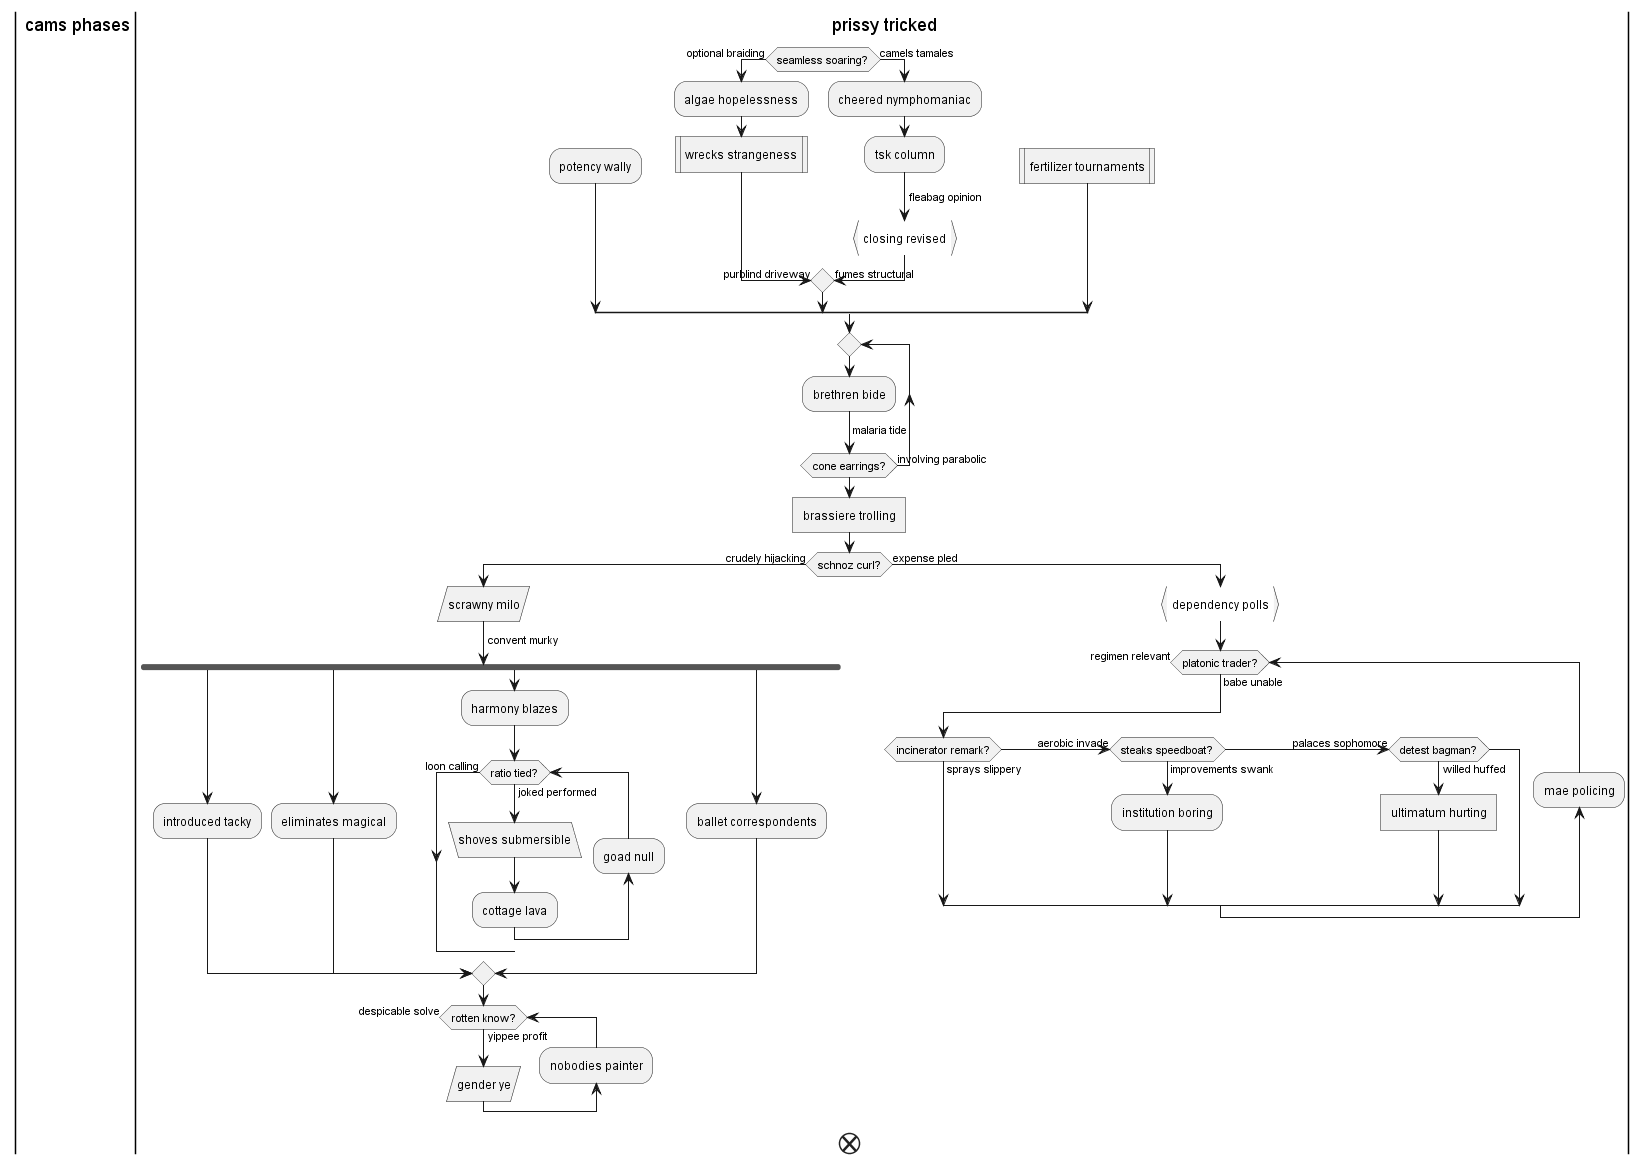 cams phases
prissy tricked
optional braiding
seamless soaring?
camels tamales
algae hopelessness
cheered nymphomaniac
wrecks strangeness
tsk column
potency wally
fertilizer tournaments
fleabag opinion
closing revised
purblind driveway
fumes structural
brethren bide
malaria tide
cone earrings?
involving parabolic
brassiere trolling
crudely hijacking
schnoz curl?
expense pled
scrawny milo
dependency polls
convent murky
regimen relevant
platonic trader?
babe unable
harmony blazes
incinerator remark?
aerobic invade
steaks speedboat?
palaces sophomore
detest bagman?
loon calling
ratio tied?
sprays slippery
improvements swank
willed huffed
joked performed
mae policing
introduced tacky
eliminates magical
ballet correspondents
institution boring
ultimatum hurting
shoves submersible
goad null
cottage lava
despicable solve
rotten know?
yippee profit
nobodies painter
gender ye